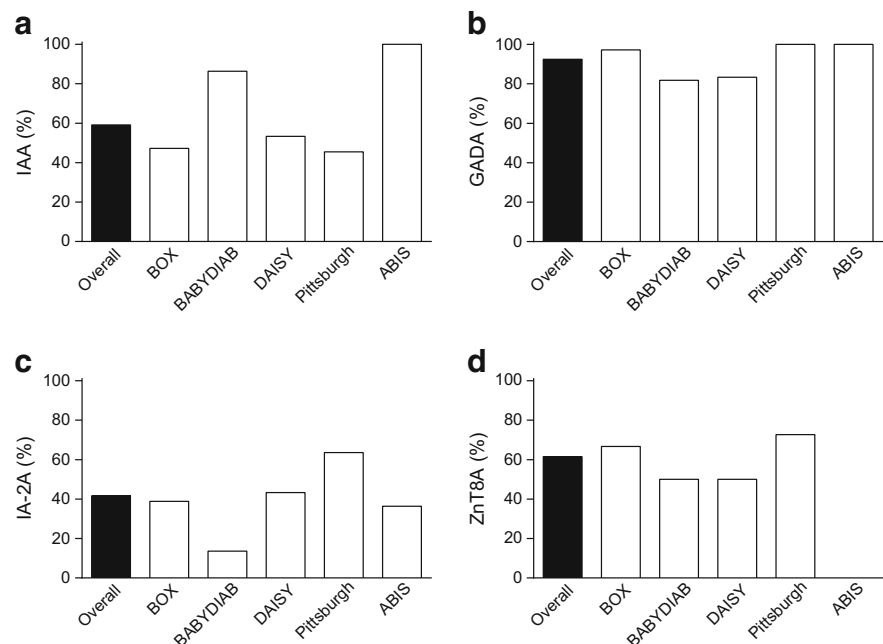 a
IAA (%)
100
80
60
40
20
0
Overall
BOX
BABYDIAB
DAISY
Pittsburgh
ABIS
b
GADA (%)
100
80
60
40
20
0
Overall
BOX
BABYDIAB
DAISY
Pittsburgh
ABIS
c
IA-2A (%)
100
80
60
40
20
0
Overall
BOX
BABYDIAB
DAISY
Pittsburgh
ABIS
d
ZnT8A (%)
100
80
60
40
20
0
Overall
BOX
BABYDIAB
DAISY
Pittsburgh
ABIS